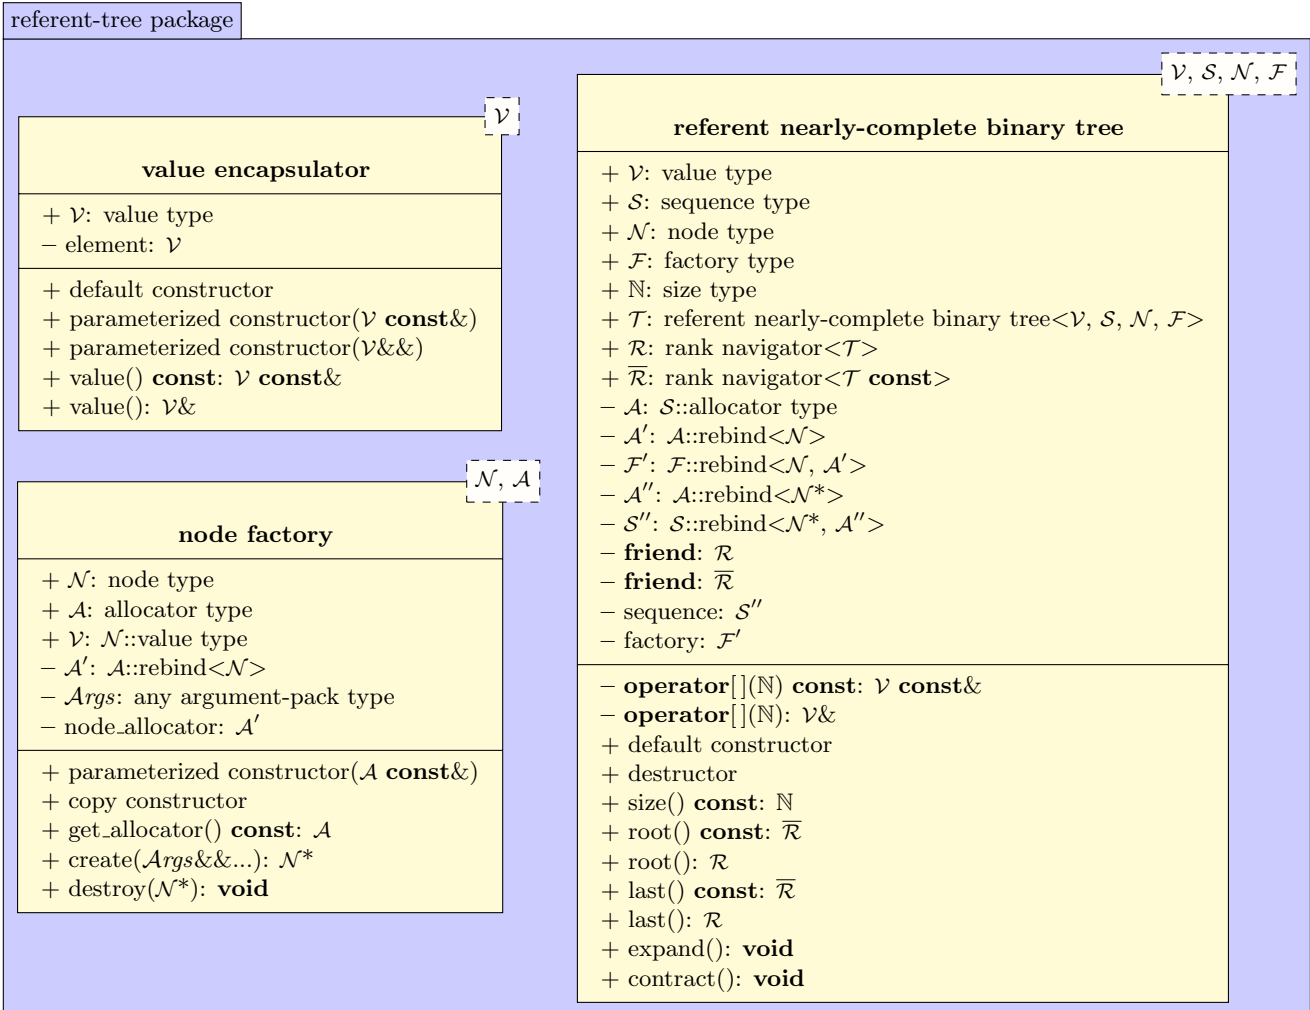 referent-tree package
𝒱
value encapsulator
+ 𝒱: value type
– element: 𝒱
+ default constructor
+ parameterized constructor(𝒱 const&)
+ parameterized constructor(𝒱&&)
+ value() const: 𝒱 const&
+ value(): 𝒱&
𝒩, 𝒜
node factory
+ 𝒩: node type
+ 𝒜: allocator type
+ 𝒱: 𝒩::value type
– 𝒜′: 𝒜::rebind<𝒩>
– 𝒜rgs: any argument-pack type
– node_allocator: 𝒜′
+ parameterized constructor(𝒜 const&)
+ copy constructor
+ get_allocator() const: 𝒜
+ create(𝒜rgs&&...): 𝒩*
+ destroy(𝒩*): void
𝒱, 𝒮, 𝒩, ℱ
referent nearly-complete binary tree
+ 𝒱: value type
+ 𝒮: sequence type
+ 𝒩: node type
+ ℱ: factory type
+ ℕ: size type
+ 𝒯: referent nearly-complete binary tree<𝒱, 𝒮, 𝒩, ℱ>
+ ℛ: rank navigator<𝒯>
+ ℛ̅: rank navigator<𝒯 const>
– 𝒜: 𝒮::allocator type
– 𝒜′: 𝒜::rebind<𝒩>
– ℱ′: ℱ::rebind<𝒩, 𝒜′>
– 𝒜″: 𝒜::rebind<𝒩*>
– 𝒮″: 𝒮::rebind<𝒩*, 𝒜″>
– friend: ℛ
– friend: ℛ̅
– sequence: 𝒮″
– factory: ℱ′
– operator[](ℕ) const: 𝒱 const&
– operator[](ℕ): 𝒱&
+ default constructor
+ destructor
+ size() const: ℕ
+ root() const: ℛ̅
+ root(): ℛ
+ last() const: ℛ̅
+ last(): ℛ
+ expand(): void
+ contract(): void